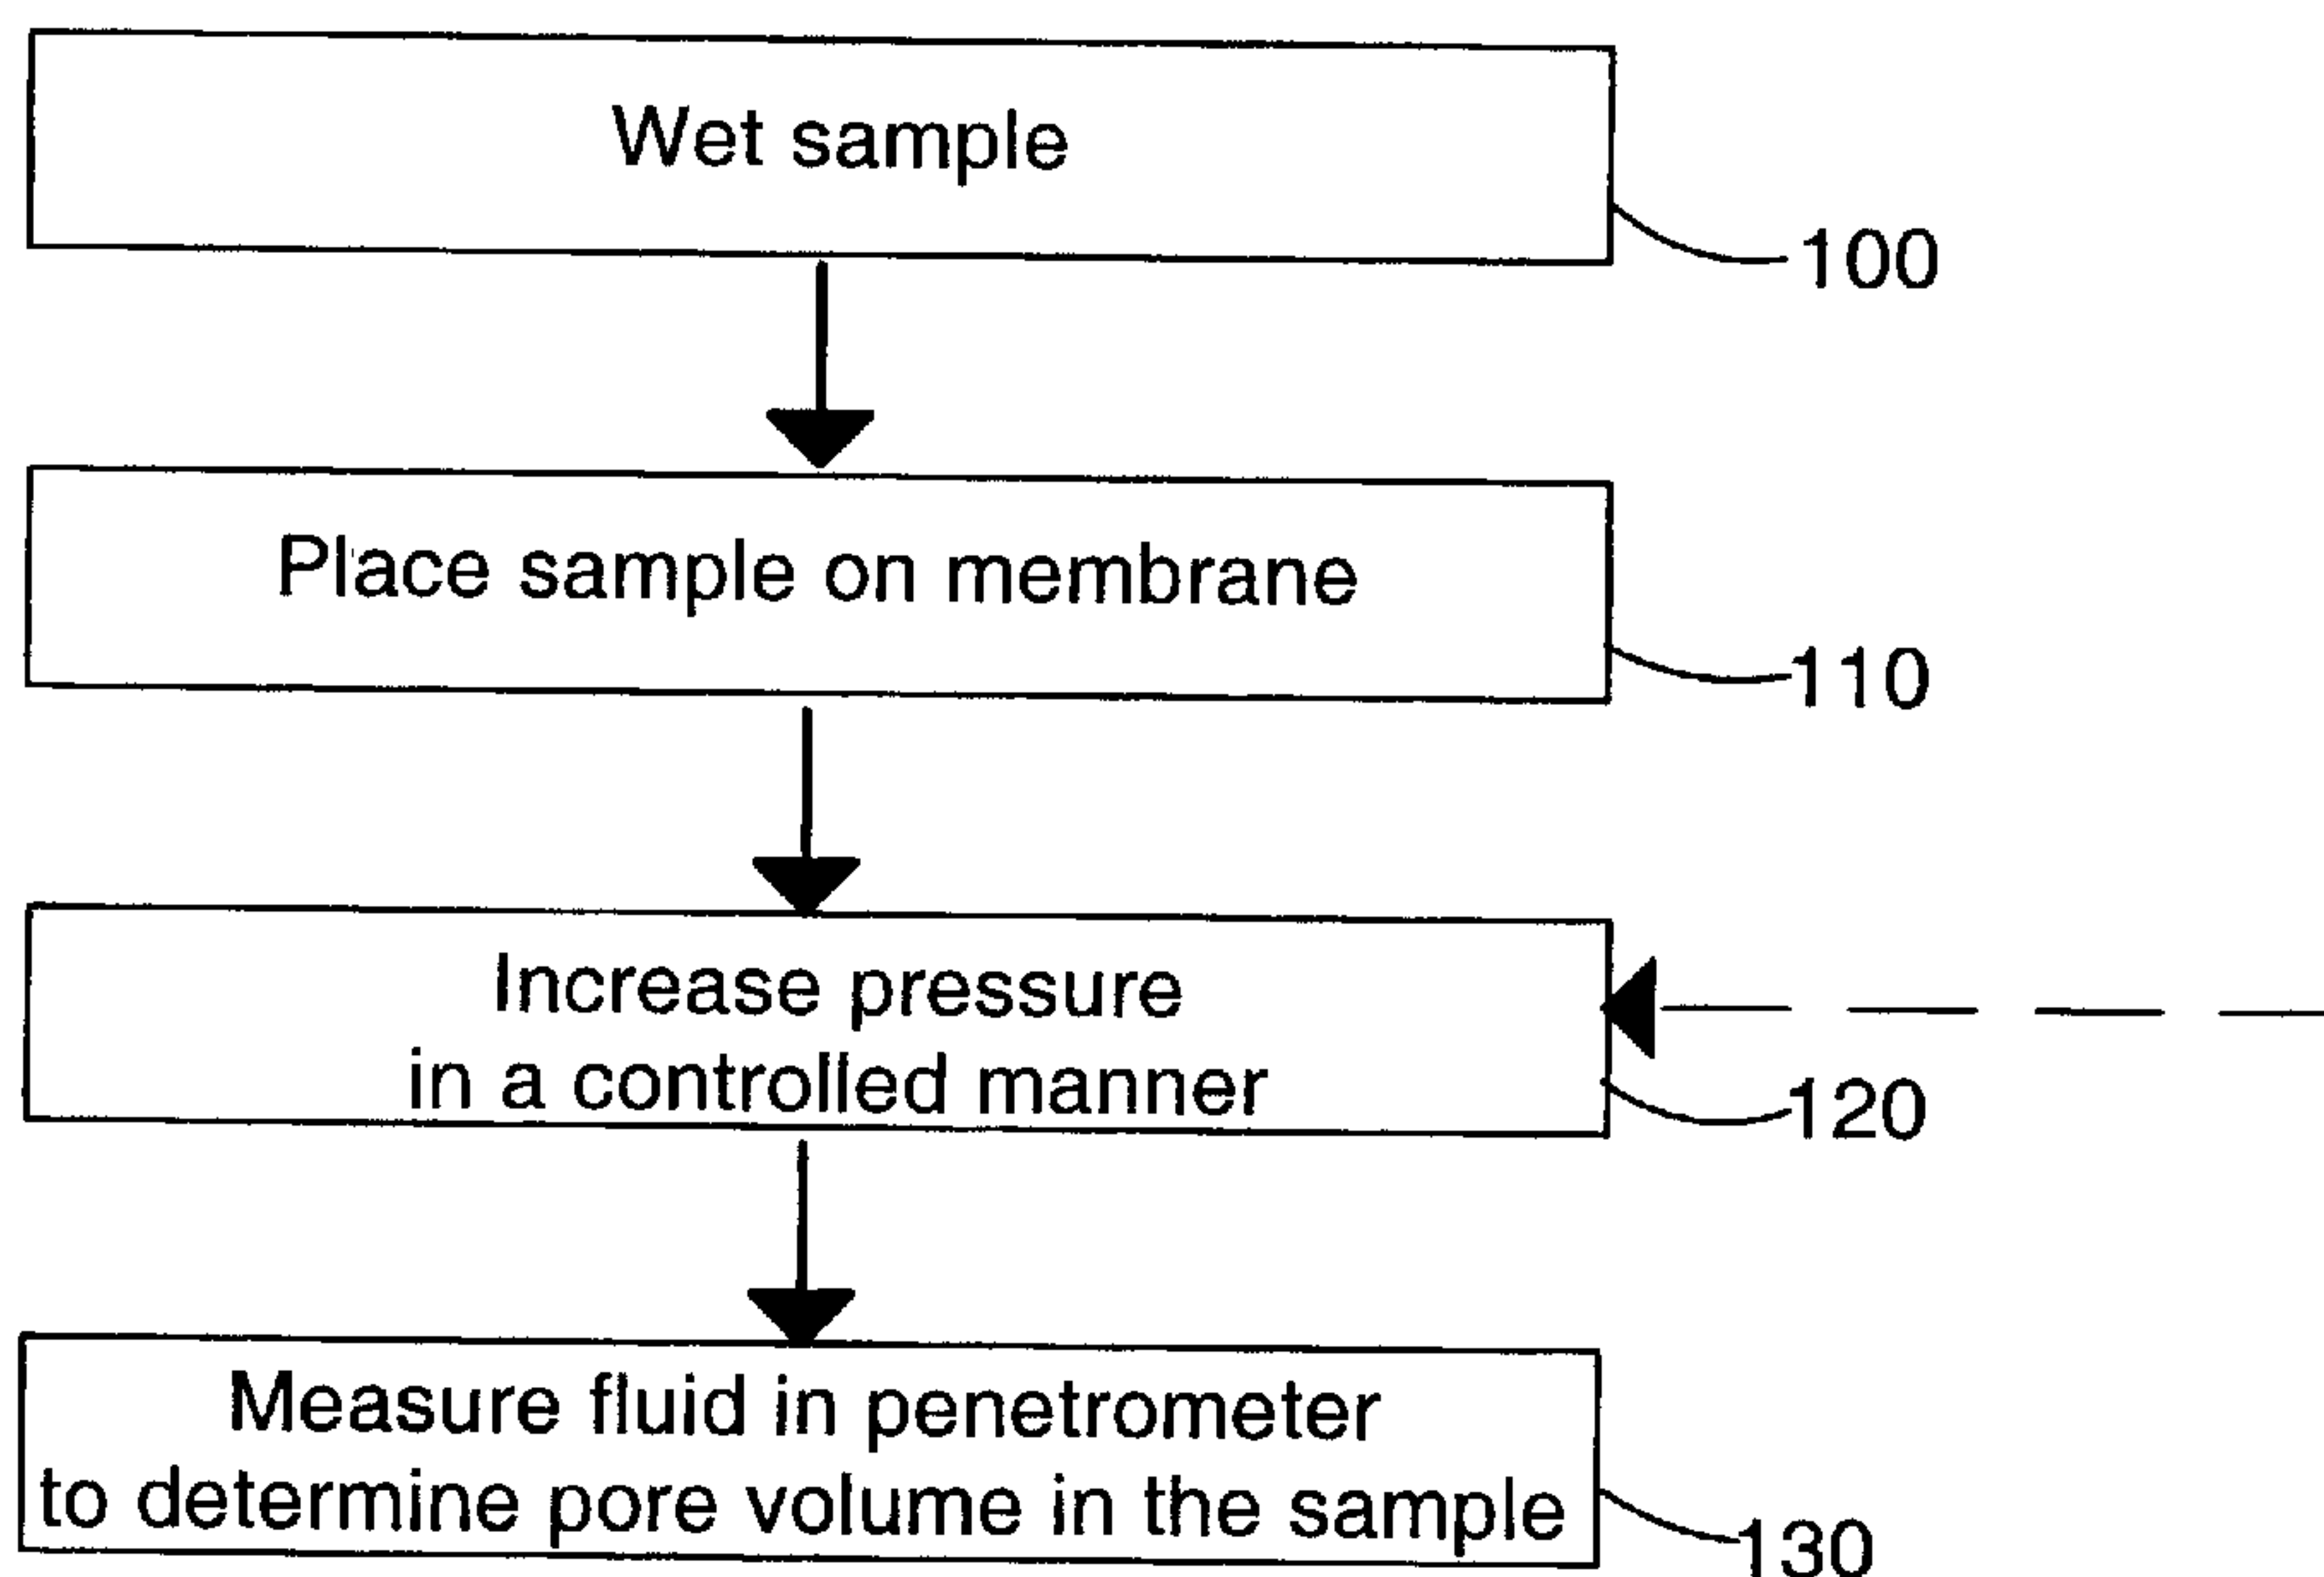 Wet sample
100
Place sample on membrane
110
Increase pressure
in a controlled manner
120
Measure fluid in penetrometer
to determine pore volume in the sample
130